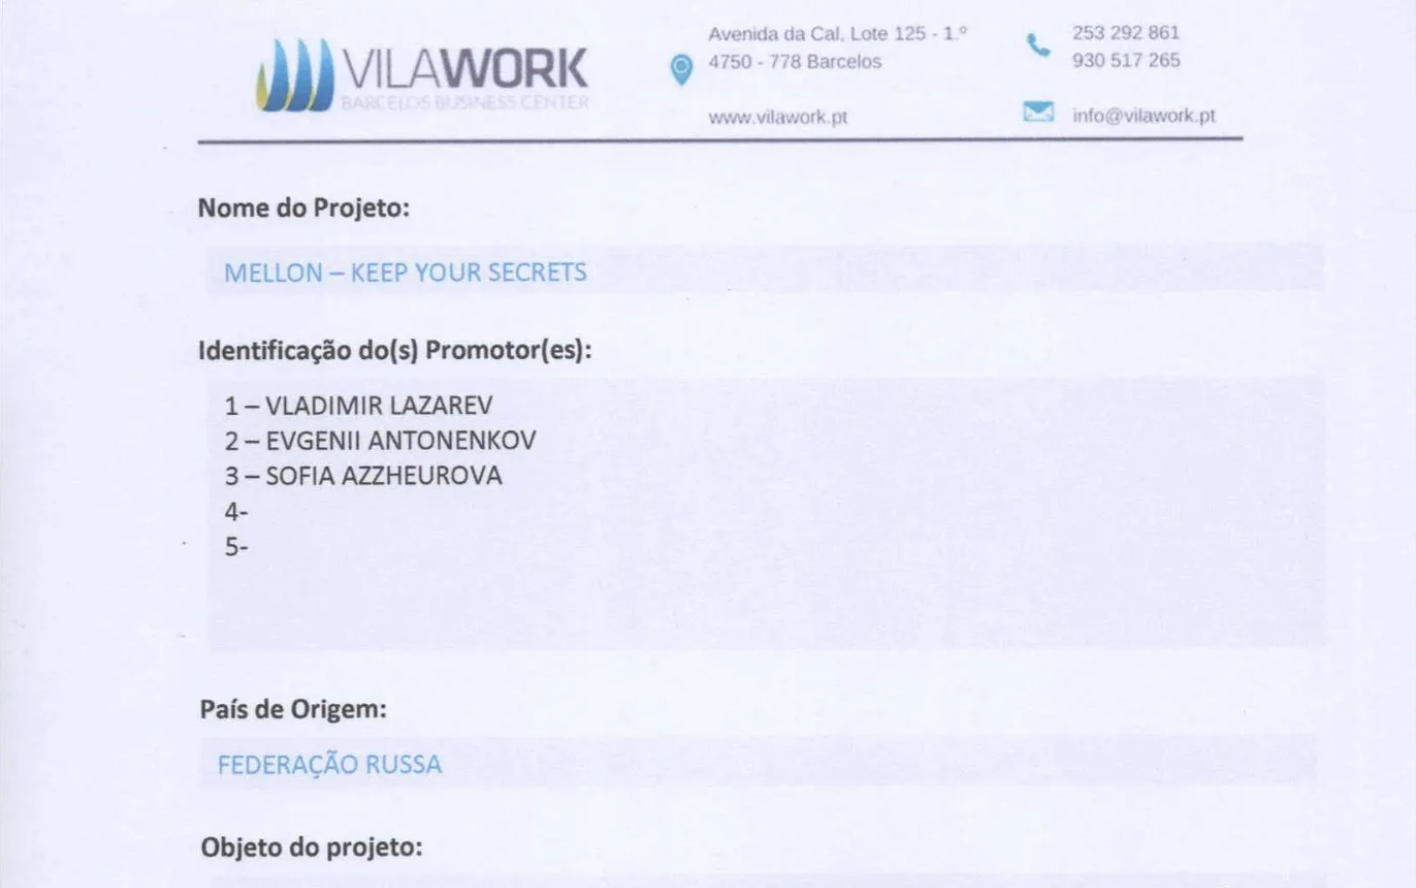 VILAWORK
BARCELOS BUSINESS CENTER
Avenida da Cal, Lote 125 - 1.º
4750 - 778 Barcelos
www.vilawork.pt
253 292 861
930 517 265
info@vilawork.pt
Nome do Projeto:
MELLON – KEEP YOUR SECRETS
Identificação do(s) Promotor(es):
1 – VLADIMIR LAZAREV
2 – EVGENII ANTONENKOV
3 – SOFIA AZZHEUROVA
4-
5-
País de Origem:
FEDERAÇÃO RUSSA
Objeto do projeto: